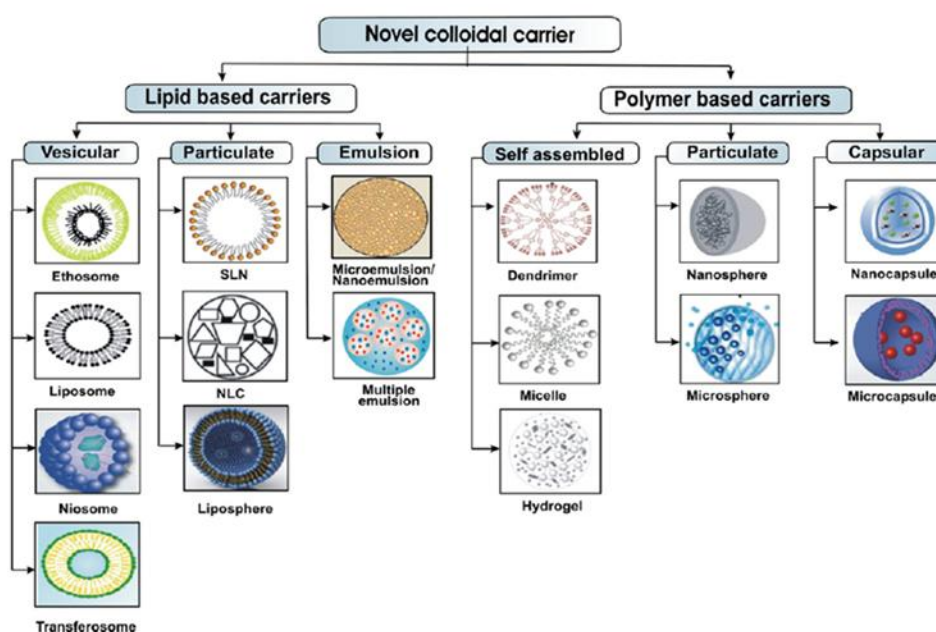 Novel colloidal carrier
Lipid based carriers
Polymer based carriers
Vesicular
Particulate
Emulsion
Self assembled
Particulate
Capsular
Ethosome
SLN
Microemulsion/
Nanoemulsion
Dendrimer
Nanosphere
Nanocapsule
Liposome
NLC
Multiple
emulsion
Micelle
Microsphere
Microcapsule
Niosome
Liposphere
Hydrogel
Transferosome